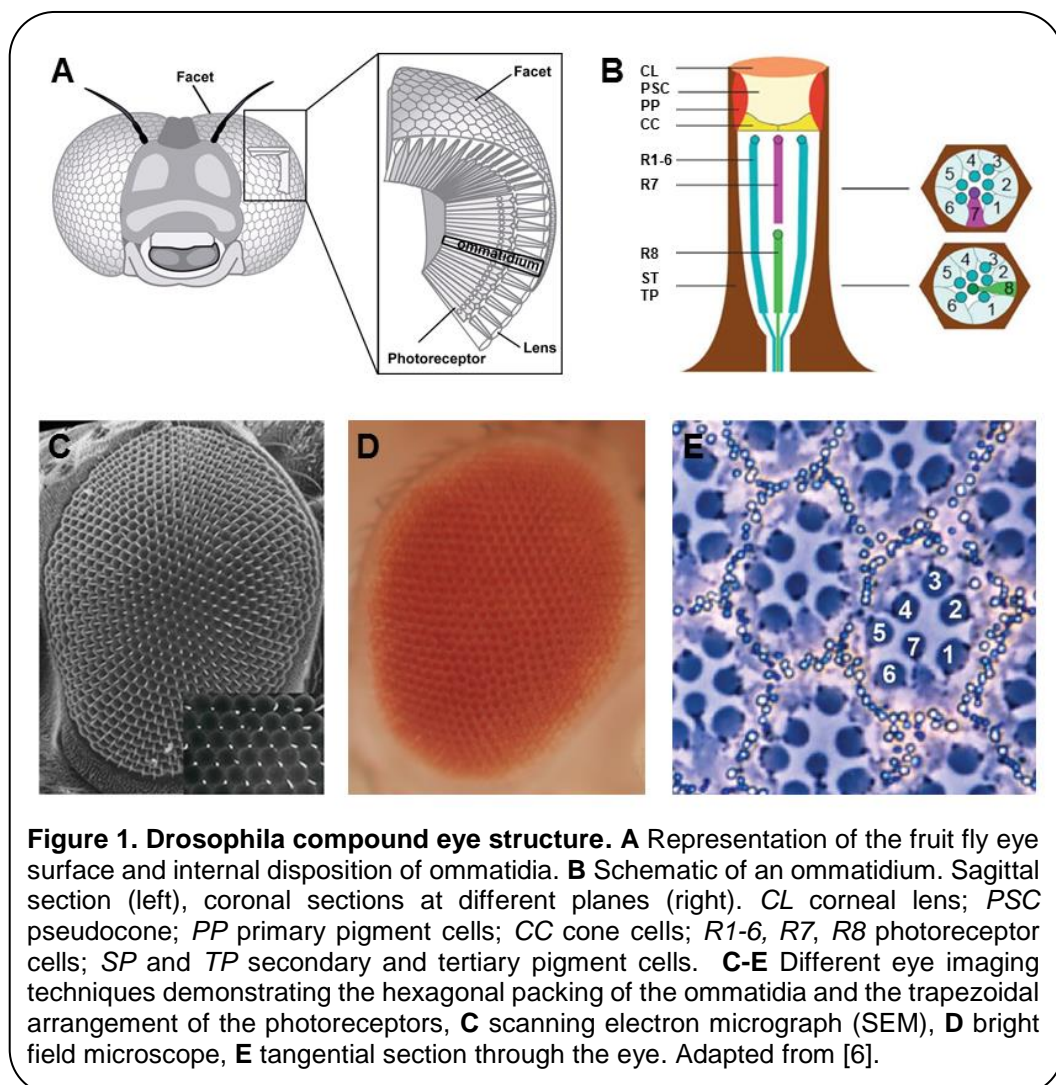 A
Facet
Facet
ommatidium
Photoreceptor
Lens
B
CL
PSC
PP
CC
R1-6
R7
R8
ST
TP
4
3
5
2
6
7
1
4
3
5
2
8
6
1
C
D
E
3
4
2
5
7
1
6
Figure 1. Drosophila compound eye structure. A Representation of the fruit fly eye
surface and internal disposition of ommatidia. B Schematic of an ommatidium. Sagittal
section (left), coronal sections at different planes (right). CL corneal lens; PSC
pseudocone; PP primary pigment cells; CC cone cells; R1-6, R7, R8 photoreceptor
cells; SP and TP secondary and tertiary pigment cells. C-E Different eye imaging
techniques demonstrating the hexagonal packing of the ommatidia and the trapezoidal
arrangement of the photoreceptors, C scanning electron micrograph (SEM), D bright
field microscope, E tangential section through the eye. Adapted from [6].